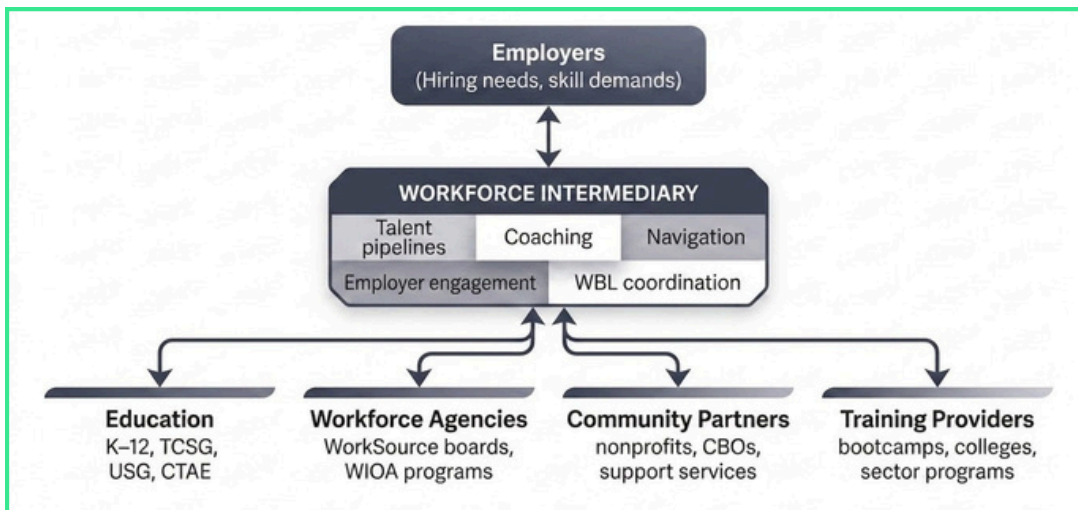 Employers
(Hiring needs, skill demands)
WORKFORCE INTERMEDIARY
Talent
pipelines
Coaching
Navigation
Employer engagement
WBL coordination
Education
K–12, TCSG,
USG, CTAE
Workforce Agencies
WorkSource boards,
WIOA programs
Community Partners
nonprofits, CBOs,
support services
Training Providers
bootcamps, colleges,
sector programs